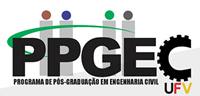 PPGEC
PROGRAMA DE PÓS-GRADUAÇÃO EM ENGENHARIA CIVIL
UFV